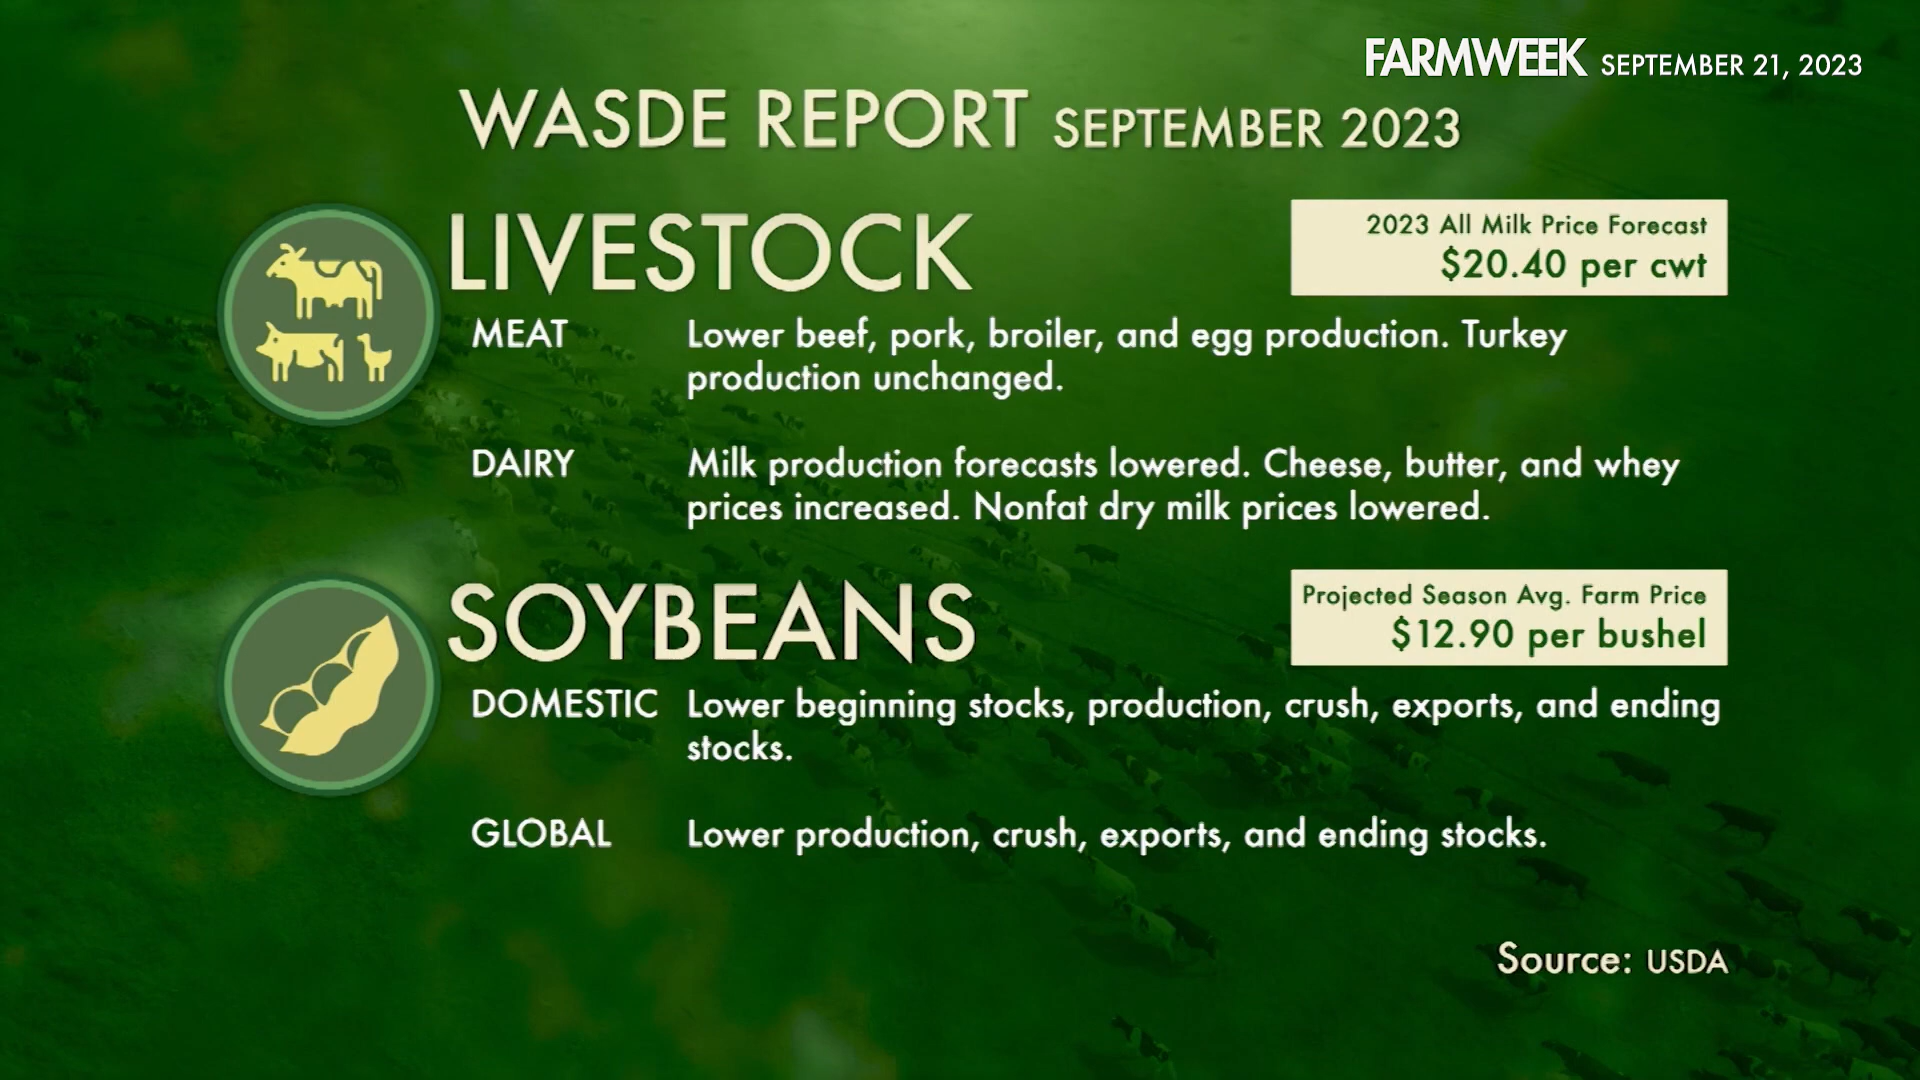 FARMWEEK SEPTEMBER 21, 2023
WASDE REPORT SEPTEMBER 2023
LIVESTOCK
2023 All Milk Price Forecast
$20.40 per cwt
MEAT Lower beef, pork, broiler, and egg production. Turkey
production unchanged.
DAIRY Milk production forecasts lowered. Cheese, butter, and whey
prices increased. Nonfat dry milk prices lowered.
SOYBEANS
Projected Season Avg. Farm Price
$12.90 per bushel
DOMESTIC Lower beginning stocks, production, crush, exports, and ending
stocks.
GLOBAL Lower production, crush, exports, and ending stocks.
Source: USDA